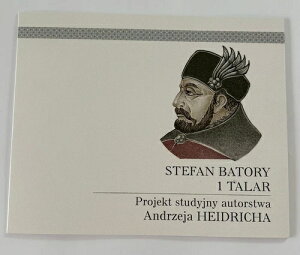 STEFAN BATORY
1 TALAR
Projekt studyjny autorstwa
Andrzeja HEIDRICHA